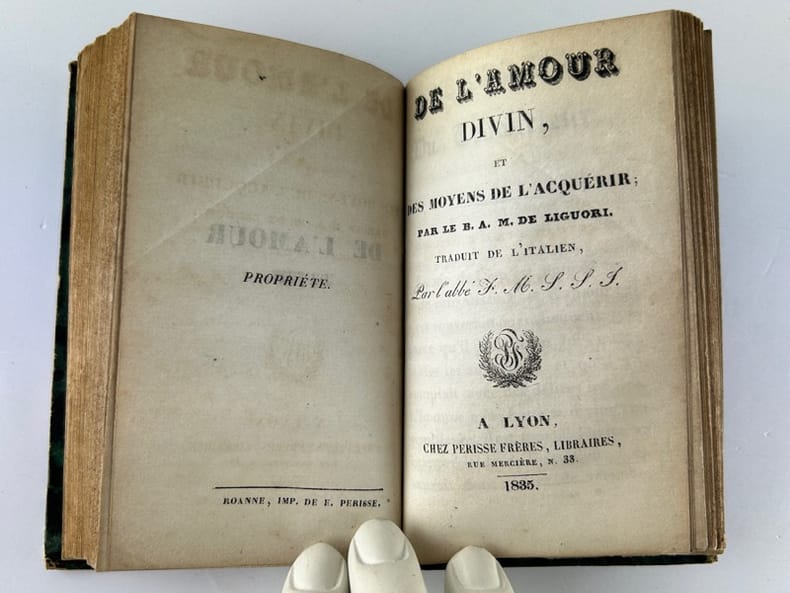 PROPRIÉTÉ.
ROANNE, IMP. DE E. PERISSE.
DE L'AMOUR
DIVIN,
ET
DES MOYENS DE L'ACQUÉRIR;
PAR LE B. A. M. DE LIGUORI.
TRADUIT DE L'ITALIEN,
Par l'abbé F. M. S. S. J.
A LYON,
CHEZ PERISSE FRÈRES, LIBRAIRES,
RUE MERCIÈRE, N. 33.
1835.